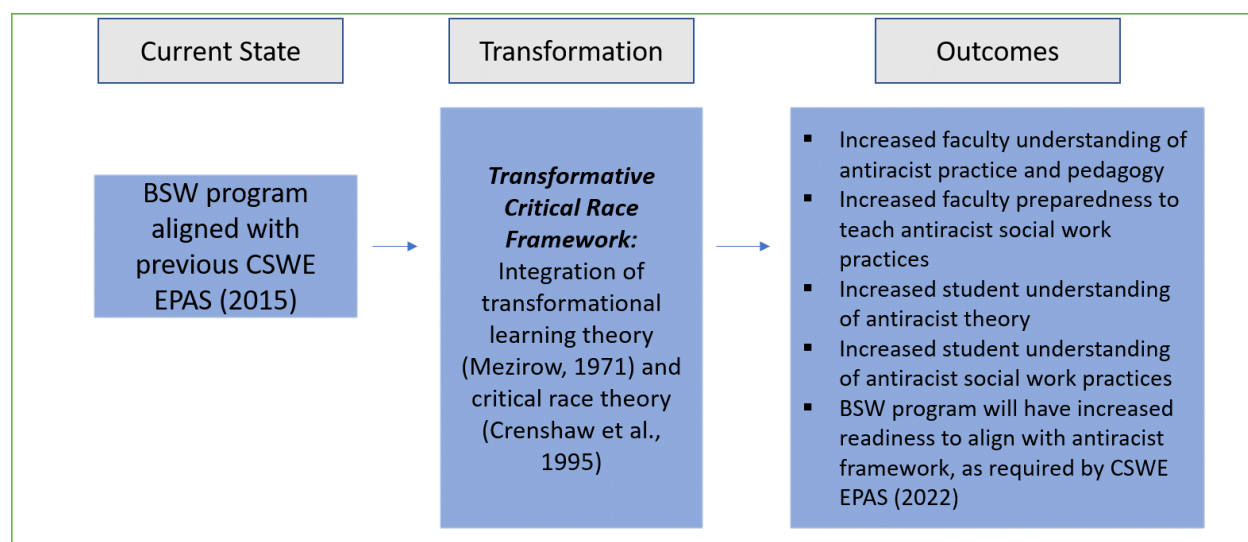 Current State
Transformation
Outcomes
BSW program
aligned with
previous CSWE
EPAS (2015)
Transformative
Critical Race
Framework:
Integration of
transformational
learning theory
(Mezirow, 1971) and
critical race theory
(Crenshaw et al.,
1995)
▪ Increased faculty understanding of
antiracist practice and pedagogy
▪ Increased faculty preparedness to
teach antiracist social work
practices
▪ Increased student understanding
of antiracist theory
▪ Increased student understanding
of antiracist social work practices
▪ BSW program will have increased
readiness to align with antiracist
framework, as required by CSWE
EPAS (2022)